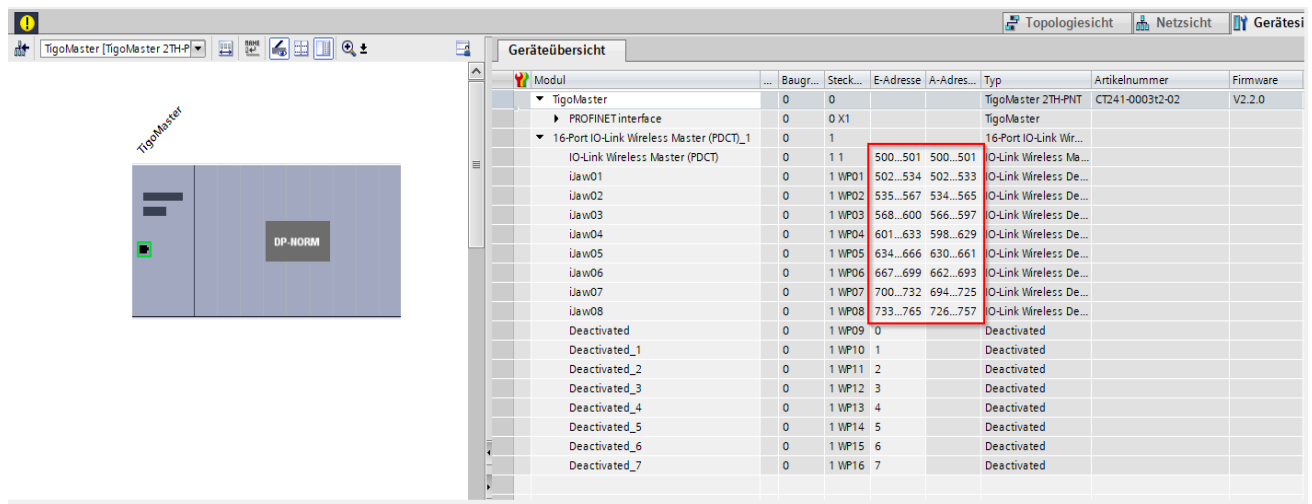 Topologiesicht Netzsicht Gerätesi
TigoMaster [TigoMaster 2TH-P
Geräteübersicht
Modul ... Baugr... Steck... E-Adresse A-Adres... Typ Artikelnummer Firmware
TigoMaster 0 0 TigoMaster 2TH-PNT CT241-0003t2-02 V2.2.0
PROFINET interface 0 0 X1 TigoMaster
16-Port IO-Link Wireless Master (PDCT)_1 0 1 16-Port IO-Link Wir...
IO-Link Wireless Master (PDCT) 0 1 1 500...501 500...501 IO-Link Wireless Ma...
iJaw01 0 1 WP01 502...534 502...533 IO-Link Wireless De...
iJaw02 0 1 WP02 535...567 534...565 IO-Link Wireless De...
iJaw03 0 1 WP03 568...600 566...597 IO-Link Wireless De...
iJaw04 0 1 WP04 601...633 598...629 IO-Link Wireless De...
iJaw05 0 1 WP05 634...666 630...661 IO-Link Wireless De...
iJaw06 0 1 WP06 667...699 662...693 IO-Link Wireless De...
iJaw07 0 1 WP07 700...732 694...725 IO-Link Wireless De...
iJaw08 0 1 WP08 733...765 726...757 IO-Link Wireless De...
Deactivated 0 1 WP09 0 Deactivated
Deactivated_1 0 1 WP10 1 Deactivated
Deactivated_2 0 1 WP11 2 Deactivated
Deactivated_3 0 1 WP12 3 Deactivated
Deactivated_4 0 1 WP13 4 Deactivated
Deactivated_5 0 1 WP14 5 Deactivated
Deactivated_6 0 1 WP15 6 Deactivated
Deactivated_7 0 1 WP16 7 Deactivated
TigoMaster
DP-NORM